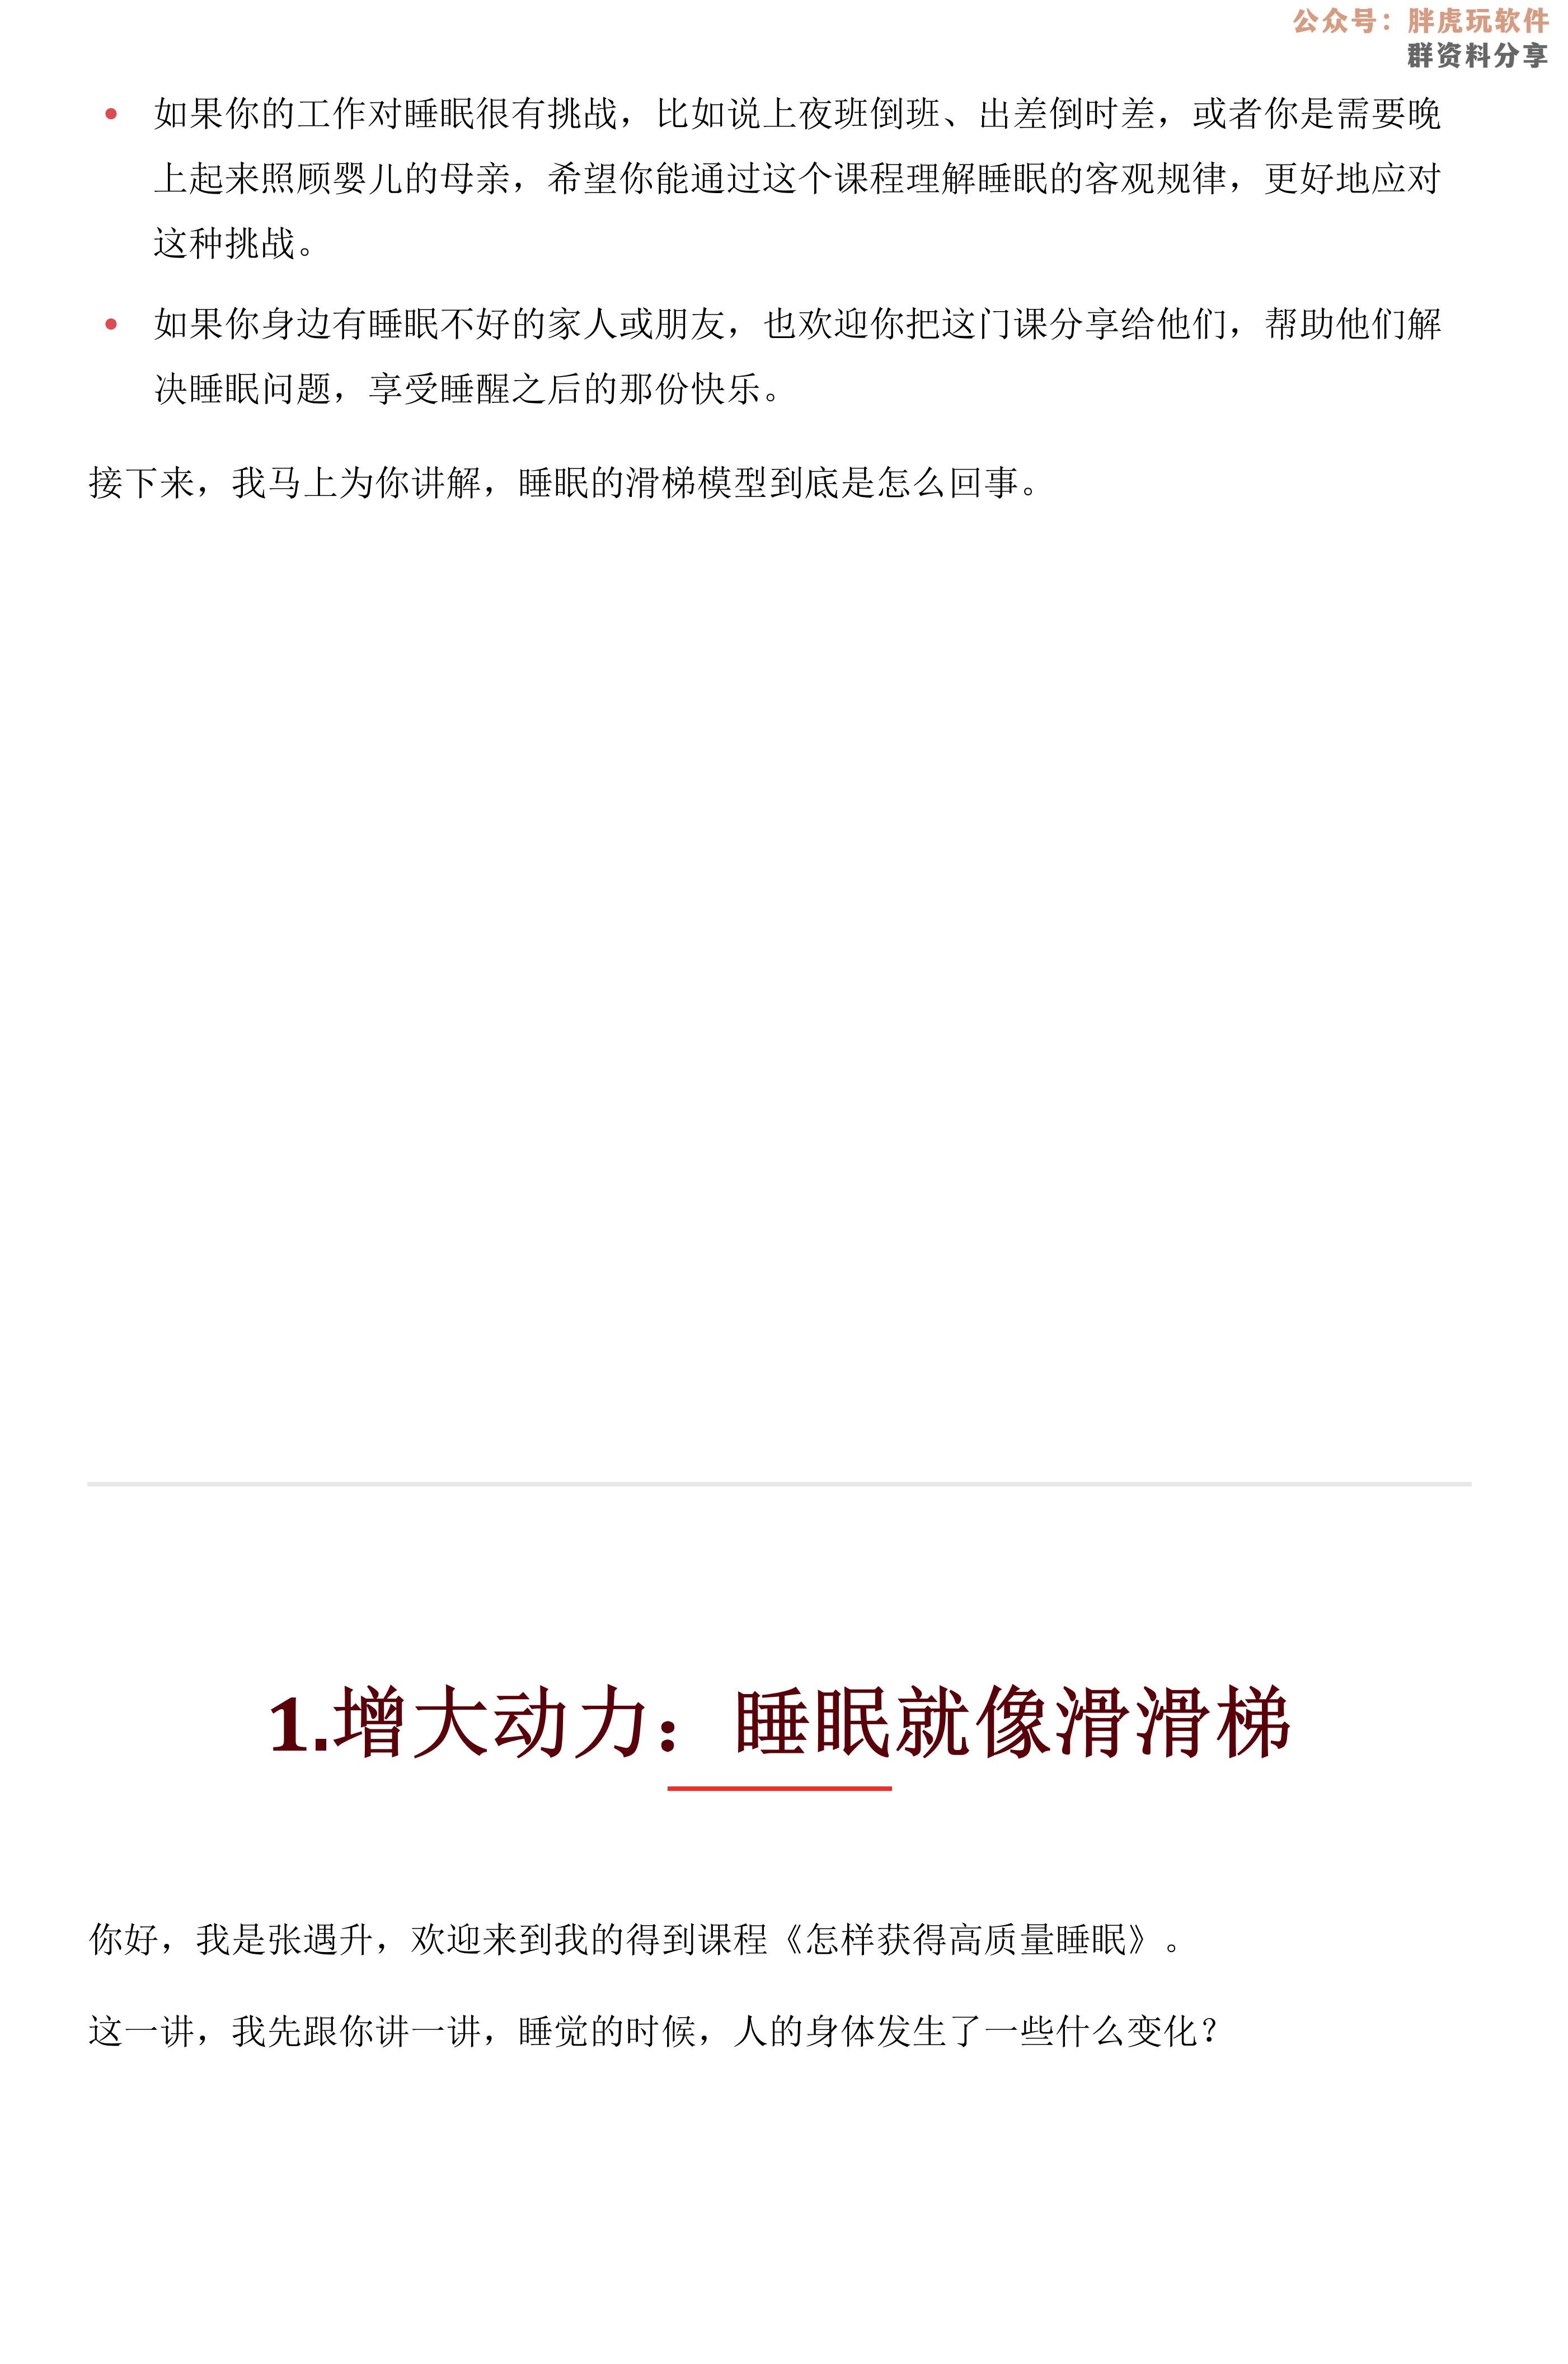 公众号：胖虎玩软件
群资料分享
• 如果你的工作对睡眠很有挑战，比如说上夜班倒班、出差倒时差，或者你是需要晚
上起来照顾婴儿的母亲，希望你能通过这个课程理解睡眠的客观规律，更好地应对
这种挑战。
• 如果你身边有睡眠不好的家人或朋友，也欢迎你把这门课分享给他们，帮助他们解
决睡眠问题，享受睡醒之后的那份快乐。
接下来，我马上为你讲解，睡眠的滑梯模型到底是怎么回事。
1.增大动力：睡眠就像滑滑梯
你好，我是张遇升，欢迎来到我的得到课程《怎样获得高质量睡眠》。
这一讲，我先跟你讲一讲，睡觉的时候，人的身体发生了一些什么变化？